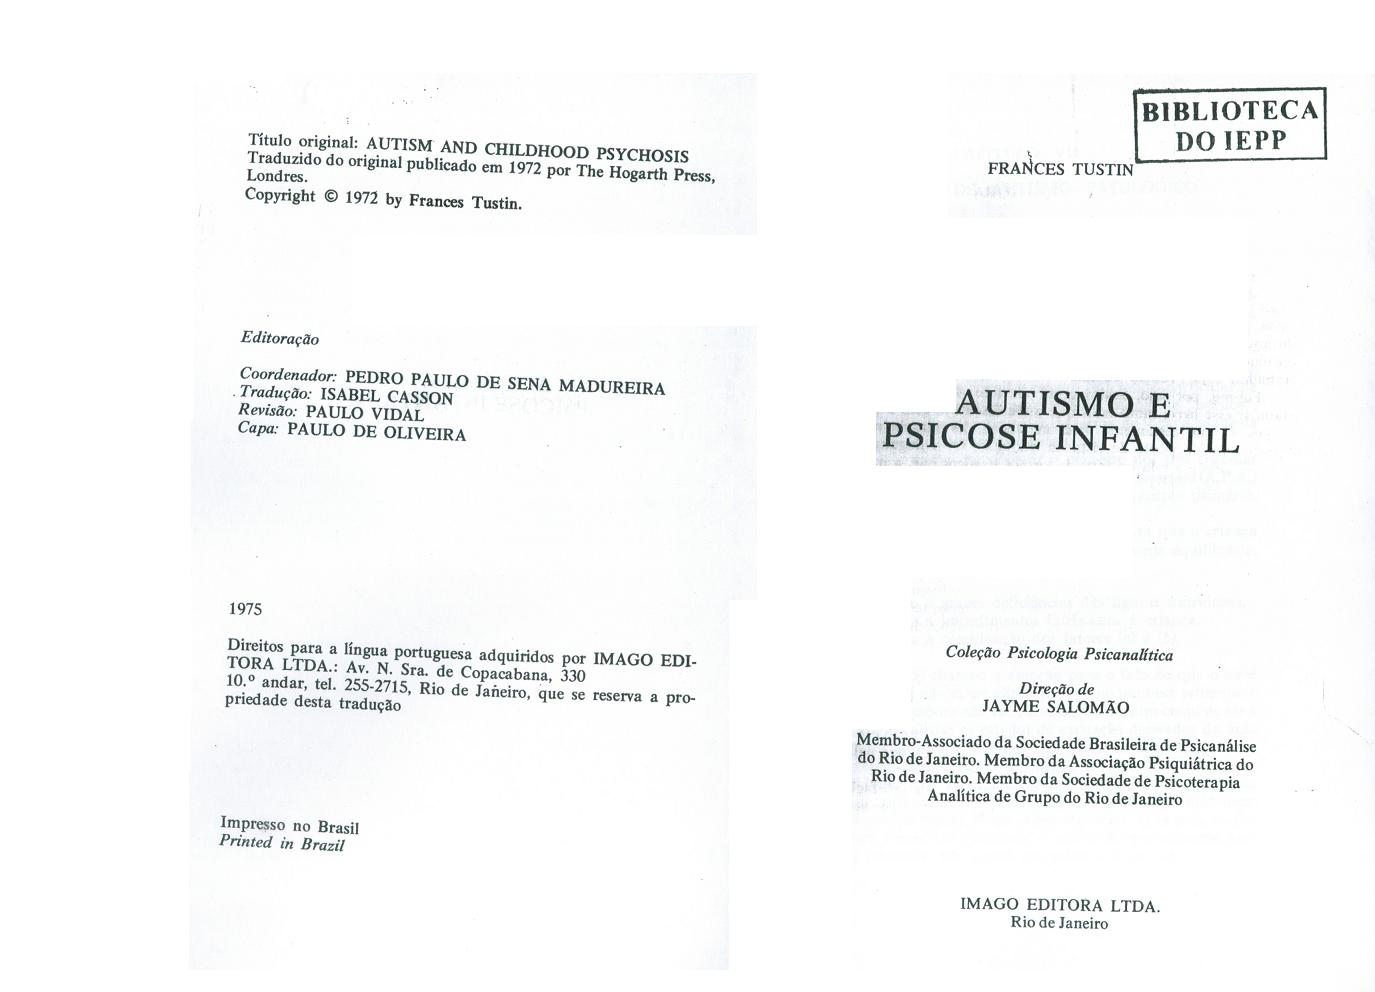 Título original: AUTISM AND CHILDHOOD PSYCHOSIS
Traduzido do original publicado em 1972 por The Hogarth Press,
Londres.
Copyright © 1972 by Frances Tustin.
Editoração
Coordenador: PEDRO PAULO DE SENA MADUREIRA
Tradução: ISABEL CASSON
Revisão: PAULO VIDAL
Capa: PAULO DE OLIVEIRA
1975
Direitos para a língua portuguesa adquiridos por IMAGO EDI-
TORA LTDA.: Av. N. Sra. de Copacabana, 330
10.º andar, tel. 255-2715, Rio de Janeiro, que se reserva a pro-
priedade desta tradução
Impresso no Brasil
Printed in Brazil
BIBLIOTECA
DO IEPP
FRANCES TUSTIN
AUTISMO E
PSICOSE INFANTIL
Coleção Psicologia Psicanalítica
Direção de
JAYME SALOMÃO
Membro-Associado da Sociedade Brasileira de Psicanálise
do Rio de Janeiro. Membro da Associação Psiquiátrica do
Rio de Janeiro. Membro da Sociedade de Psicoterapia
Analítica de Grupo do Rio de Janeiro
IMAGO EDITORA LTDA.
Rio de Janeiro